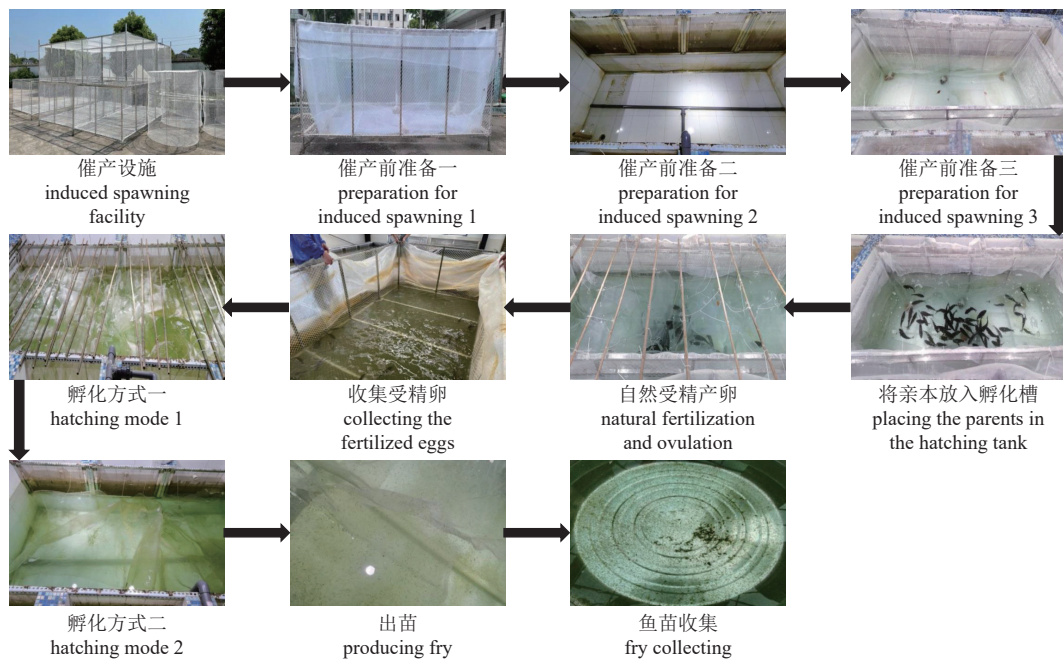 催产设施
induced spawning
facility
催产前准备一
preparation for
induced spawning 1
催产前准备二
preparation for
induced spawning 2
催产前准备三
preparation for
induced spawning 3
将亲本放入孵化槽
placing the parents in
the hatching tank
自然受精产卵
natural fertilization
and ovulation
收集受精卵
collecting the
fertilized eggs
孵化方式一
hatching mode 1
孵化方式二
hatching mode 2
出苗
producing fry
鱼苗收集
fry collecting